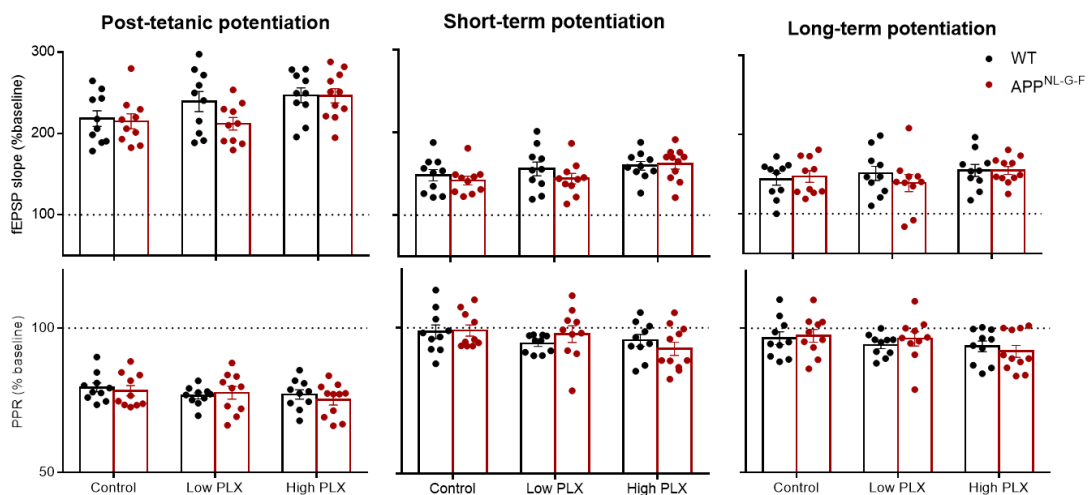 Post-tetanic potentiation
Short-term potentiation
Long-term potentiation
WT
APP^NL-G-F
fEPSP slope (%baseline)
300
200
100
PPR (% baseline)
100
50
Control Low PLX High PLX
Control Low PLX High PLX
Control Low PLX High PLX